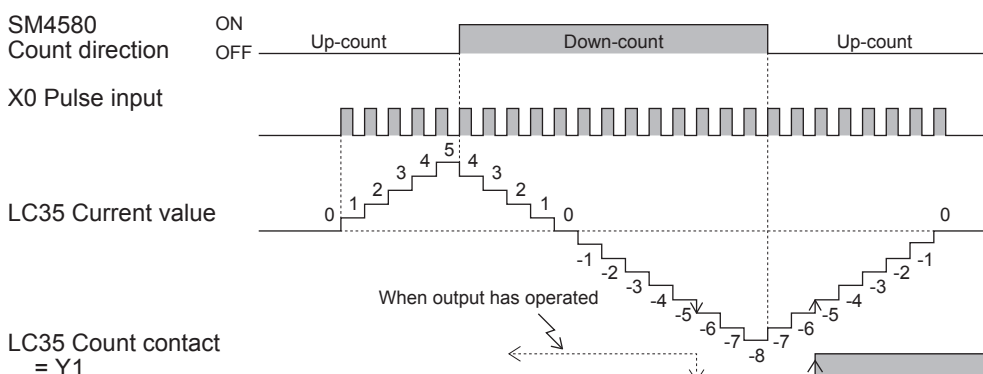 SM4580
Count direction
ON
OFF
Up-count
Down-count
Up-count
X0 Pulse input
LC35 Current value
0
1
2
3
4
5
4
3
2
1
0
-1
-2
-3
-4
-5
-6
-7
-8
-7
-6
-5
-4
-3
-2
-1
0
When output has operated
LC35 Count contact
= Y1